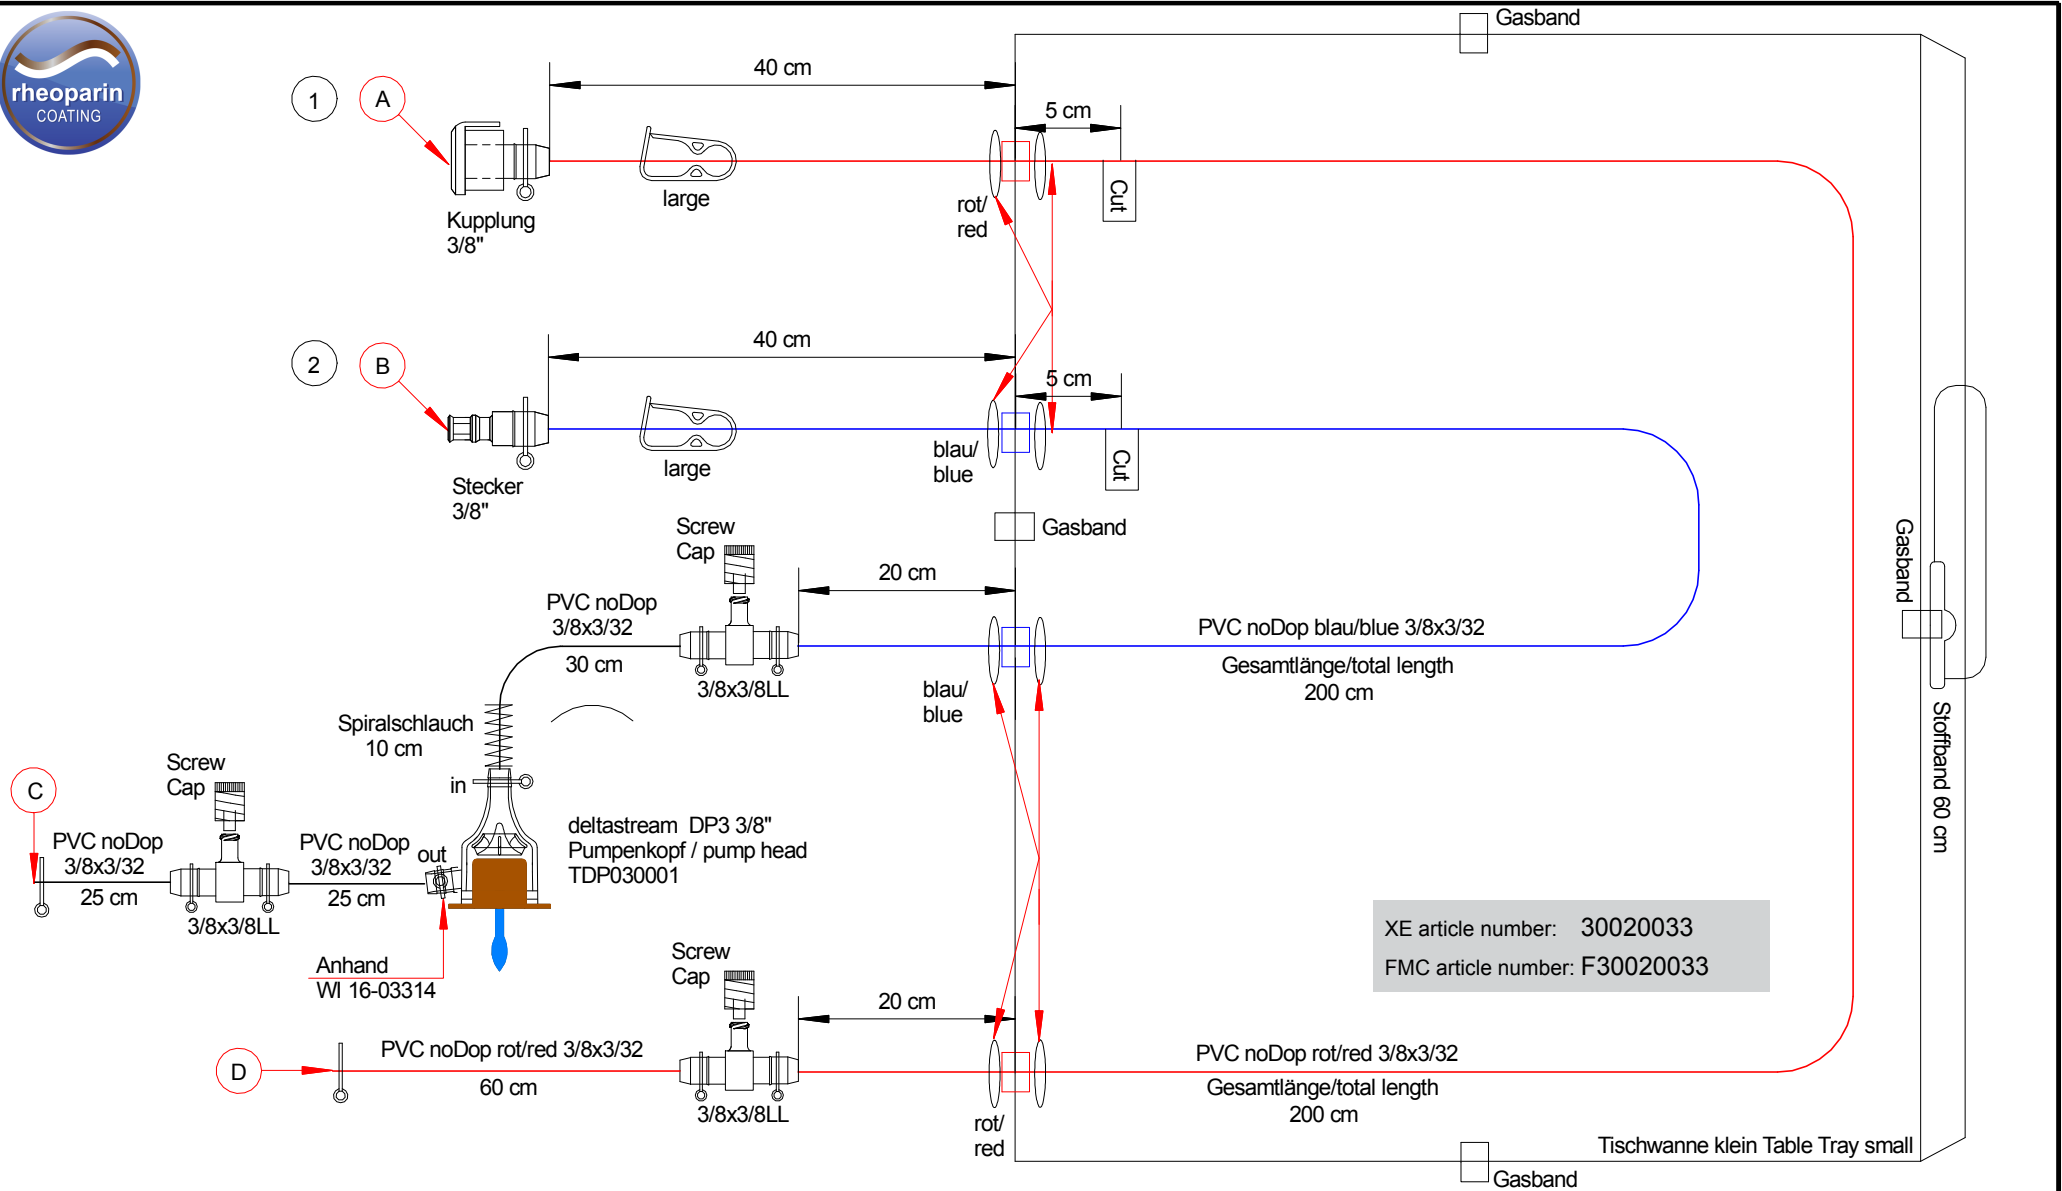 rheoparin
COATING
Gasband
40 cm
1
A
5 cm
Cut
large
Kupplung
3/8"
rot/
red
40 cm
2
B
5 cm
Cut
large
blau/
blue
Stecker
3/8"
Gasband
Gasband
Screw
Cap
20 cm
PVC noDop
3/8x3/32
30 cm
3/8x3/8LL
PVC noDop blau/blue 3/8x3/32
Gesamtlänge/total length
200 cm
blau/
blue
Spiralschlauch
10 cm
Stoffband 60 cm
in
Screw
Cap
C
PVC noDop
3/8x3/32
25 cm
3/8x3/8LL
PVC noDop
3/8x3/32
25 cm
out
deltastream DP3 3/8"
Pumpenkopf / pump head
TDP030001
Anhand
WI 16-03314
XE article number: 30020033
FMC article number: F30020033
Screw
Cap
20 cm
D
PVC noDop rot/red 3/8x3/32
60 cm
3/8x3/8LL
PVC noDop rot/red 3/8x3/32
Gesamtlänge/total length
200 cm
rot/
red
Tischwanne klein Table Tray small
Gasband